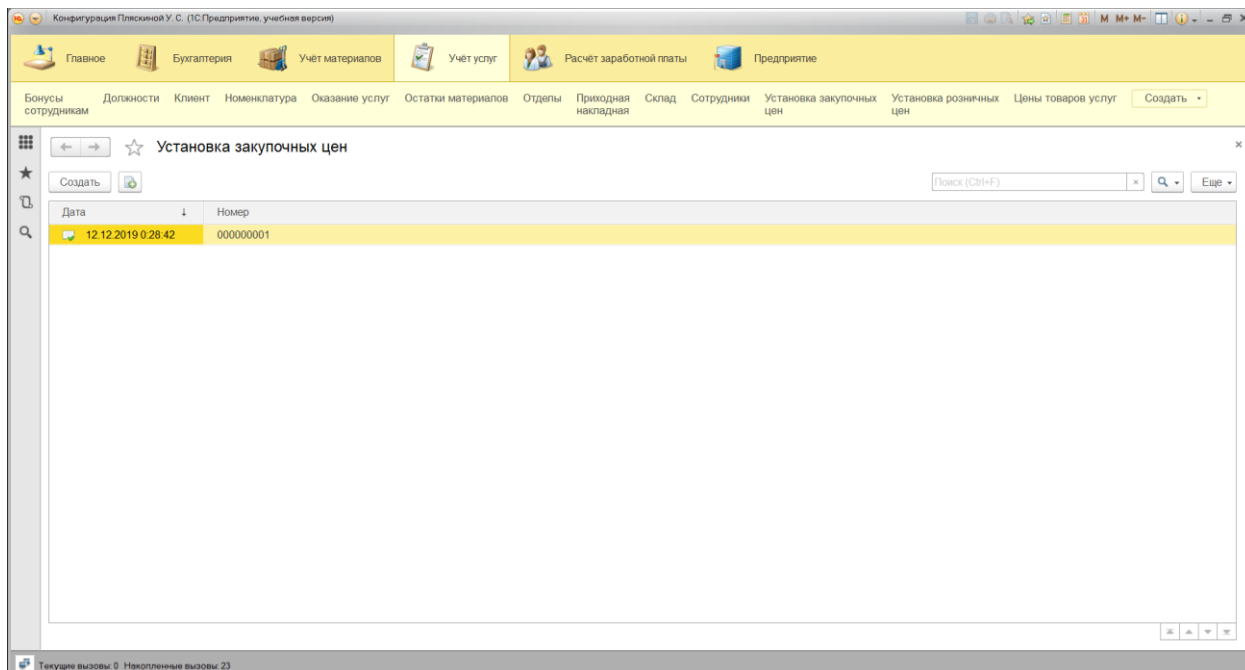 Конфигурация Пляскиной У. С. (1С:Предприятие, учебная версия)
M M+ M-
Главное Бухгалтерия Учёт материалов Учёт услуг Расчёт заработной платы Предприятие
Бонусы сотрудникам Должности Клиент Номенклатура Оказание услуг Остатки материалов Отделы Приходная накладная Склад Сотрудники Установка закупочных цен Установка розничных цен Цены товаров услуг Создать
Установка закупочных цен
Создать Поиск (Ctrl+F) Еще
Дата Номер
12.12.2019 0:28:42 000000001
Текущие вызовы: 0 Накопленные вызовы: 23